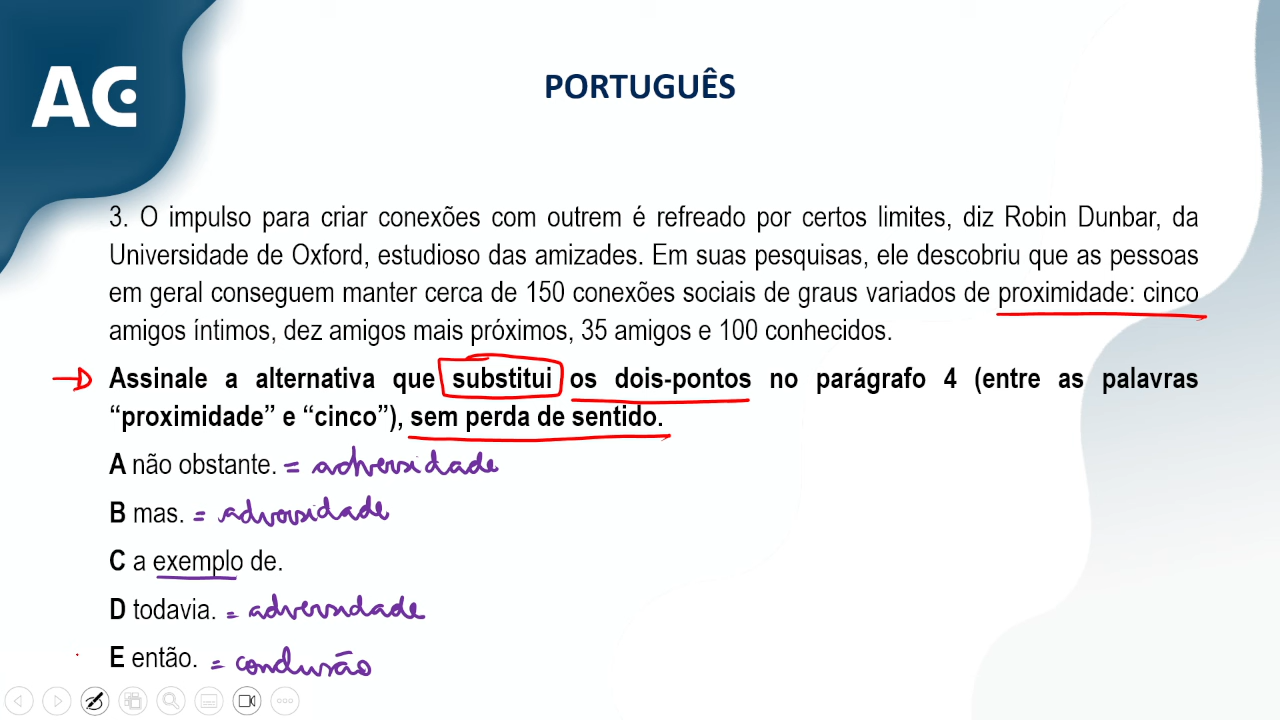 AC
PORTUGUÊS
3. O impulso para criar conexões com outrem é refreado por certos limites, diz Robin Dunbar, da
Universidade de Oxford, estudioso das amizades. Em suas pesquisas, ele descobriu que as pessoas
em geral conseguem manter cerca de 150 conexões sociais de graus variados de proximidade: cinco
amigos íntimos, dez amigos mais próximos, 35 amigos e 100 conhecidos.
Assinale a alternativa que substitui os dois-pontos no parágrafo 4 (entre as palavras
“proximidade” e “cinco”), sem perda de sentido.
A não obstante. = adversidade
B mas. = adversidade
C a exemplo de.
D todavia. = adversidade
E então. = conclusão